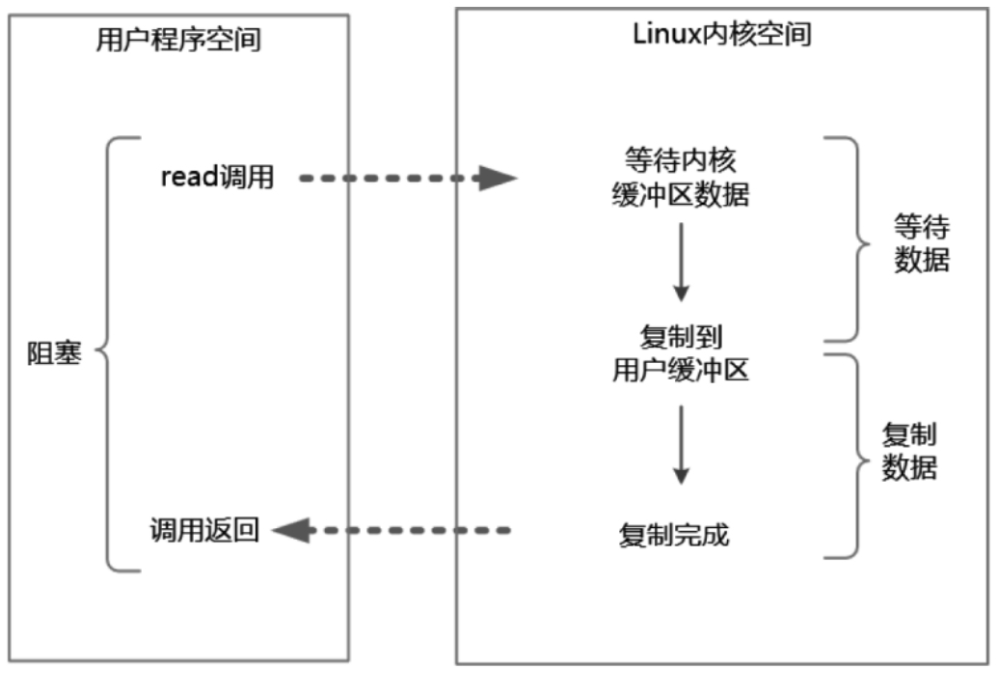 用户程序空间
Linux内核空间
read调用
等待内核
缓冲区数据
等待
数据
阻塞
复制到
用户缓冲区
复制
数据
调用返回
复制完成